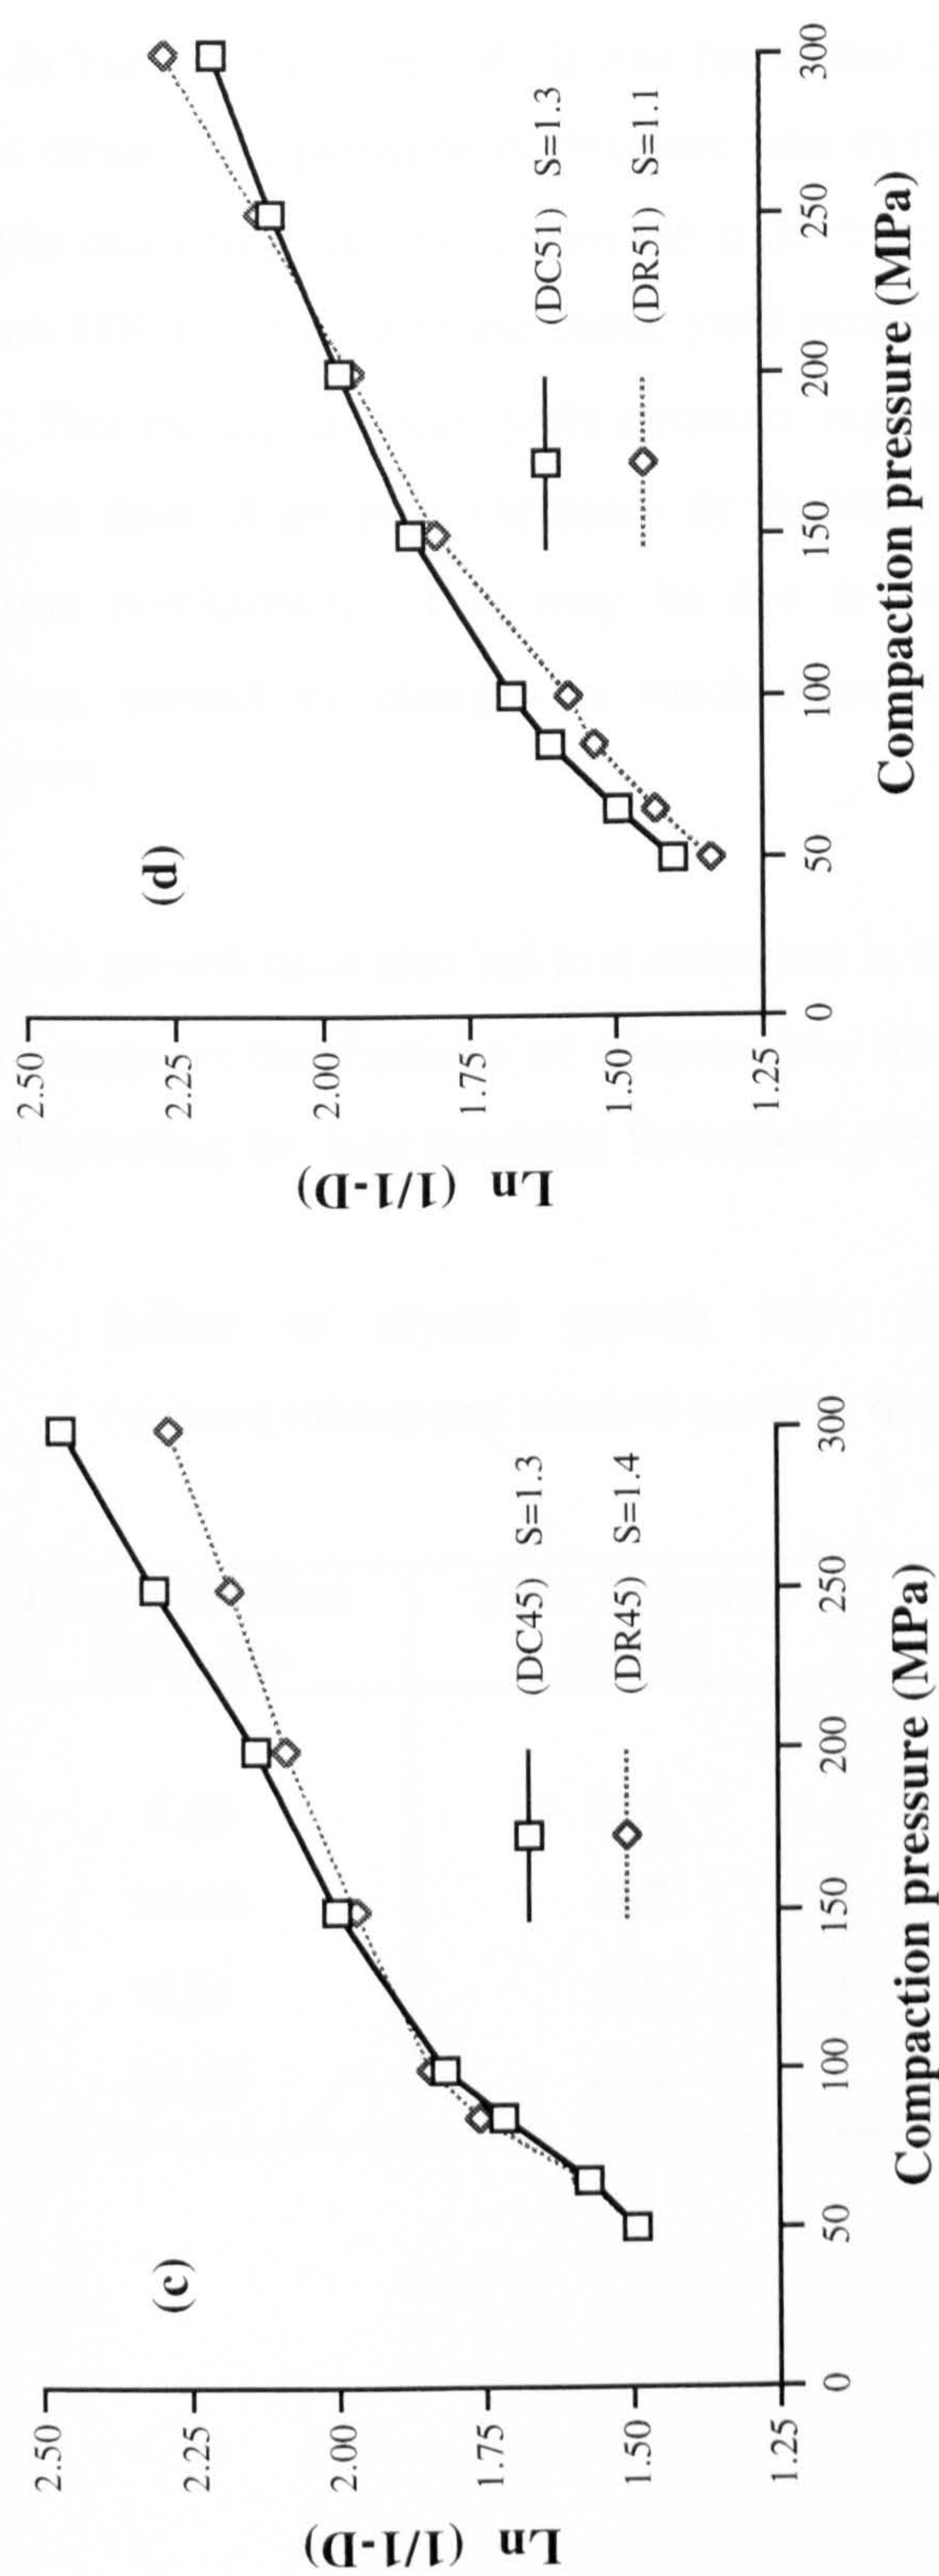 (c)
Ln (1/1-D)
2.50
2.25
2.00
1.75
1.50
1.25
0
50
100
150
200
250
300
Compaction pressure (MPa)
(DC45) S=1.3
(DR45) S=1.4
(d)
Ln (1/1-D)
2.50
2.25
2.00
1.75
1.50
1.25
0
50
100
150
200
250
300
Compaction pressure (MPa)
(DC51) S=1.3
(DR51) S=1.1